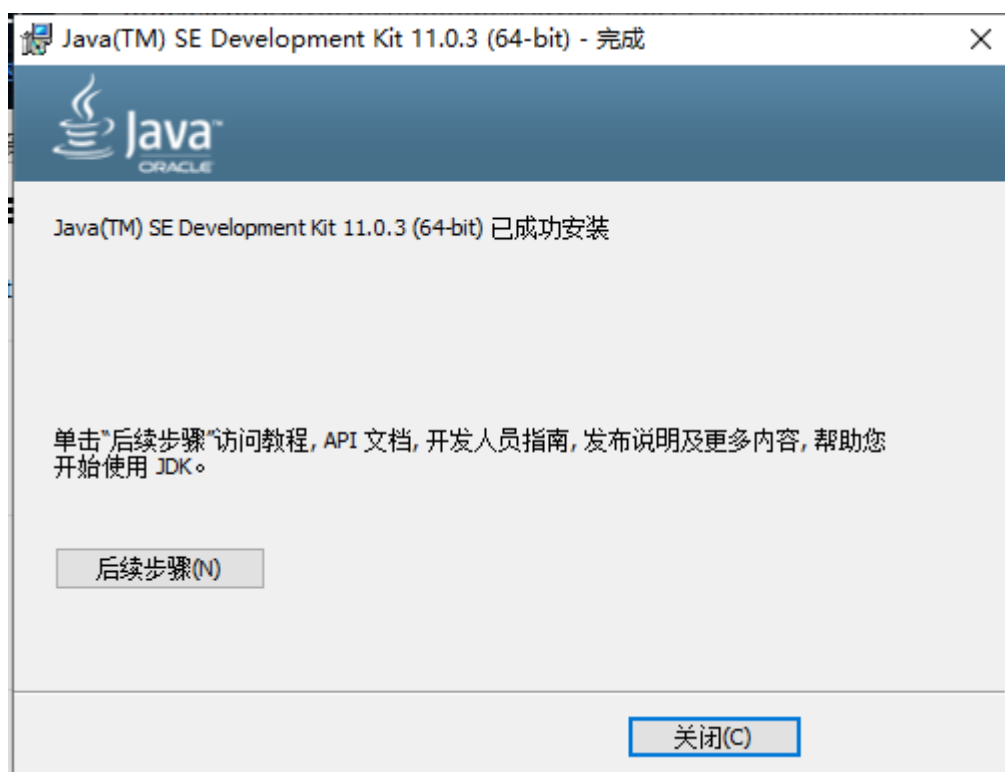 Java(TM) SE Development Kit 11.0.3 (64-bit) - 完成
Java™
ORACLE
Java(TM) SE Development Kit 11.0.3 (64-bit) 已成功安装
单击"后续步骤"访问教程, API 文档, 开发人员指南, 发布说明及更多内容, 帮助您
开始使用 JDK。
后续步骤(N)
关闭(C)